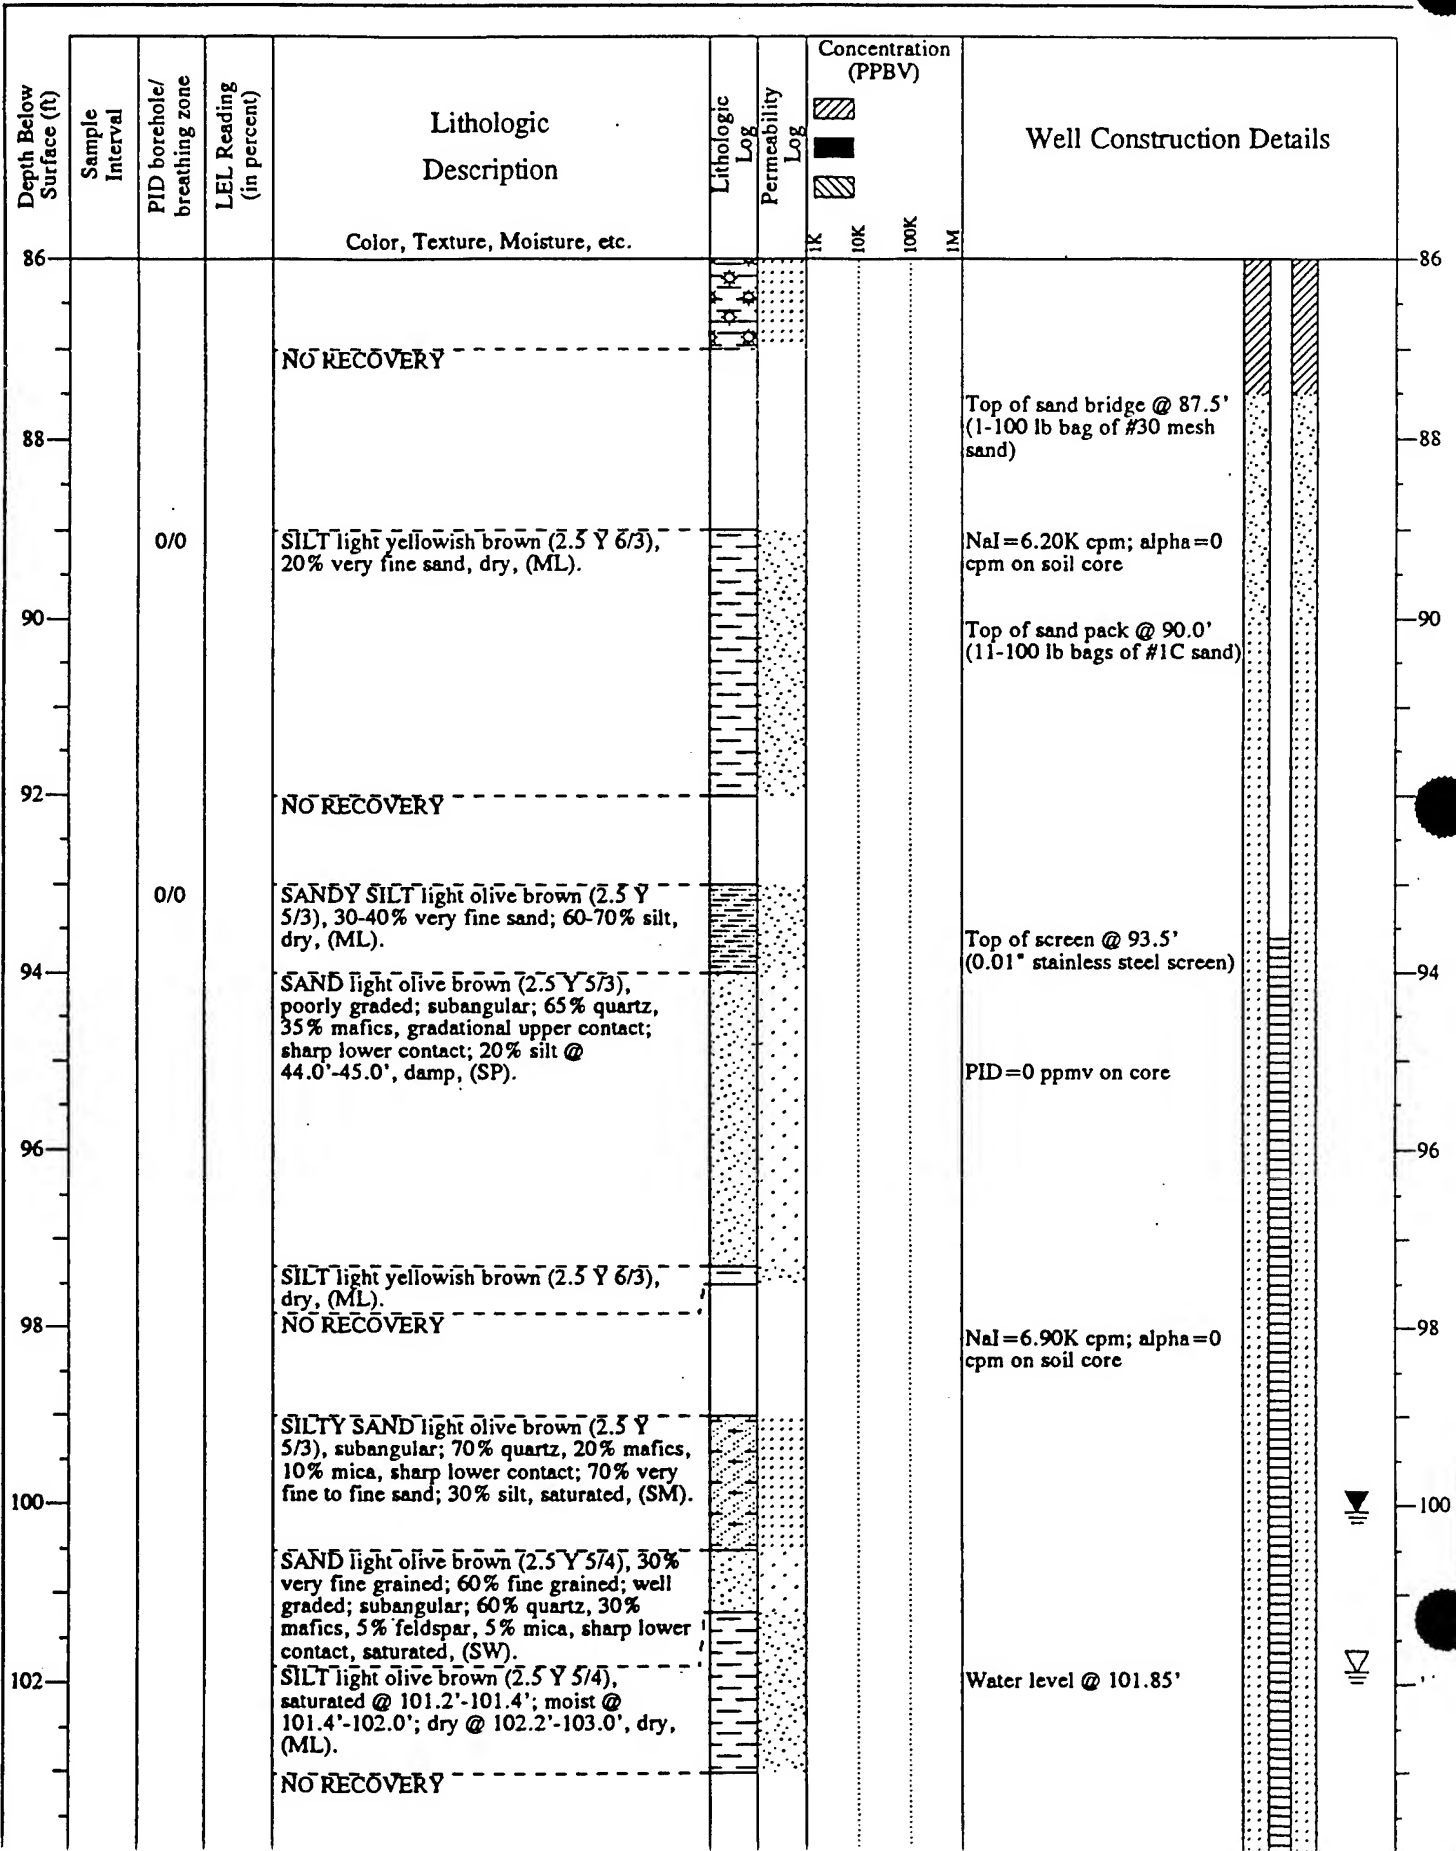 Depth Below
Surface (ft)
Sample
Interval
PID borehole/
breathing zone
LEL Reading
(in percent)
Lithologic
Description
Color, Texture, Moisture, etc.
Lithologic
Log
Permeability
Log
Concentration
(PPBV)
1K
10K
100K
1M
Well Construction Details
86
86
NO RECOVERY
Top of sand bridge @ 87.5'
(1-100 lb bag of #30 mesh
sand)
88
88
0/0
SILT light yellowish brown (2.5 Y 6/3),
20% very fine sand, dry, (ML).
NaI=6.20K cpm; alpha=0
cpm on soil core
90
90
Top of sand pack @ 90.0'
(11-100 lb bags of #1C sand)
92
NO RECOVERY
0/0
SANDY SILT light olive brown (2.5 Y
5/3), 30-40% very fine sand; 60-70% silt,
dry, (ML).
Top of screen @ 93.5'
(0.01" stainless steel screen)
94
94
SAND light olive brown (2.5 Y 5/3),
poorly graded; subangular; 65% quartz,
35% mafics, gradational upper contact;
sharp lower contact; 20% silt @
44.0'-45.0', damp, (SP).
PID=0 ppmv on core
96
96
SILT light yellowish brown (2.5 Y 6/3),
dry, (ML).
NO RECOVERY
98
98
NaI=6.90K cpm; alpha=0
cpm on soil core
SILTY SAND light olive brown (2.5 Y
5/3), subangular; 70% quartz, 20% mafics,
10% mica, sharp lower contact; 70% very
fine to fine sand; 30% silt, saturated, (SM).
100
100
SAND light olive brown (2.5 Y 5/4), 30%
very fine grained; 60% fine grained; well
graded; subangular; 60% quartz, 30%
mafics, 5% feldspar, 5% mica, sharp lower
contact, saturated, (SW).
102
SILT light olive brown (2.5 Y 5/4),
saturated @ 101.2'-101.4'; moist @
101.4'-102.0'; dry @ 102.2'-103.0', dry,
(ML).
Water level @ 101.85'
NO RECOVERY